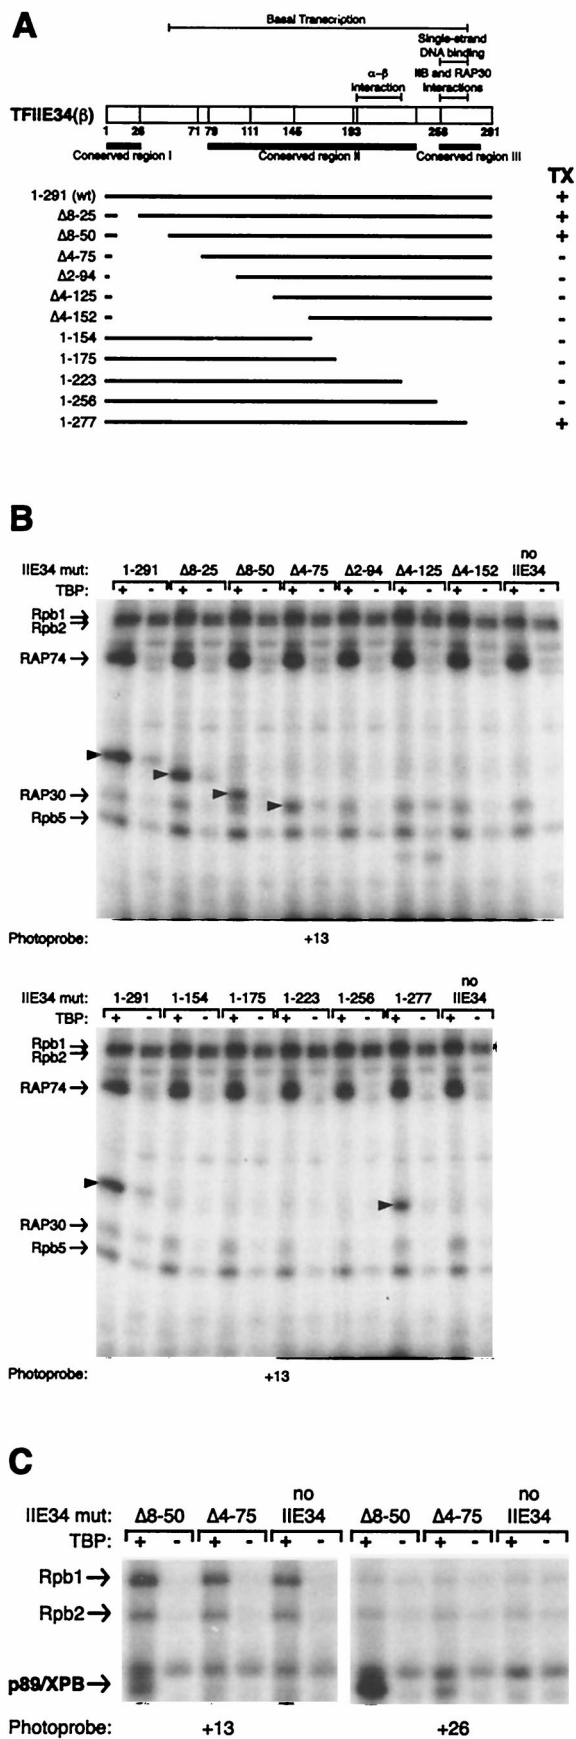 A
Basal Transcription
Single-strand
DNA binding
α-β
interaction
IIB and RAP30
interactions
TFIIE34(β)
1 26 71 79 111 145 193 258 291
Conserved region I Conserved region II Conserved region III
TX
1-291 (wt) +
Δ8-25 +
Δ8-50 +
Δ4-75 -
Δ2-94 -
Δ4-125 -
Δ4-152 -
1-154 -
1-175 -
1-223 -
1-256 -
1-277 +
B
no
IIE34 mut: 1-291 Δ8-25 Δ8-50 Δ4-75 Δ2-94 Δ4-125 Δ4-152 IIE34
TBP: + - + - + - + - + - + - + - + -
Rpb1
Rpb2
RAP74
RAP30
Rpb5
Photoprobe: +13
no
IIE34 mut: 1-291 1-154 1-175 1-223 1-256 1-277 IIE34
TBP: + - + - + - + - + - + - + -
Rpb1
Rpb2
RAP74
RAP30
Rpb5
Photoprobe: +13
C
no no
IIE34 mut: Δ8-50 Δ4-75 IIE34 Δ8-50 Δ4-75 IIE34
TBP: + - + - + - + - + - + -
Rpb1
Rpb2
p89/XPB
Photoprobe: +13 +26